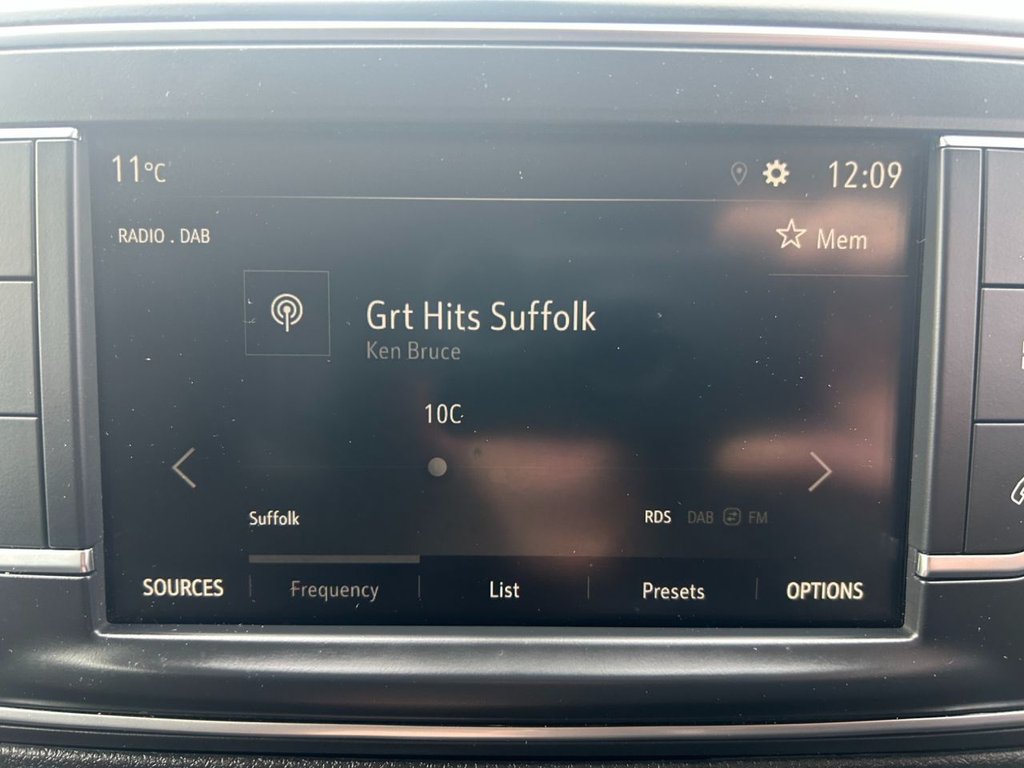 11°C 12:09
RADIO . DAB
Mem
Grt Hits Suffolk
Ken Bruce
10C
Suffolk
RDS DAB FM
SOURCES Frequency List Presets OPTIONS